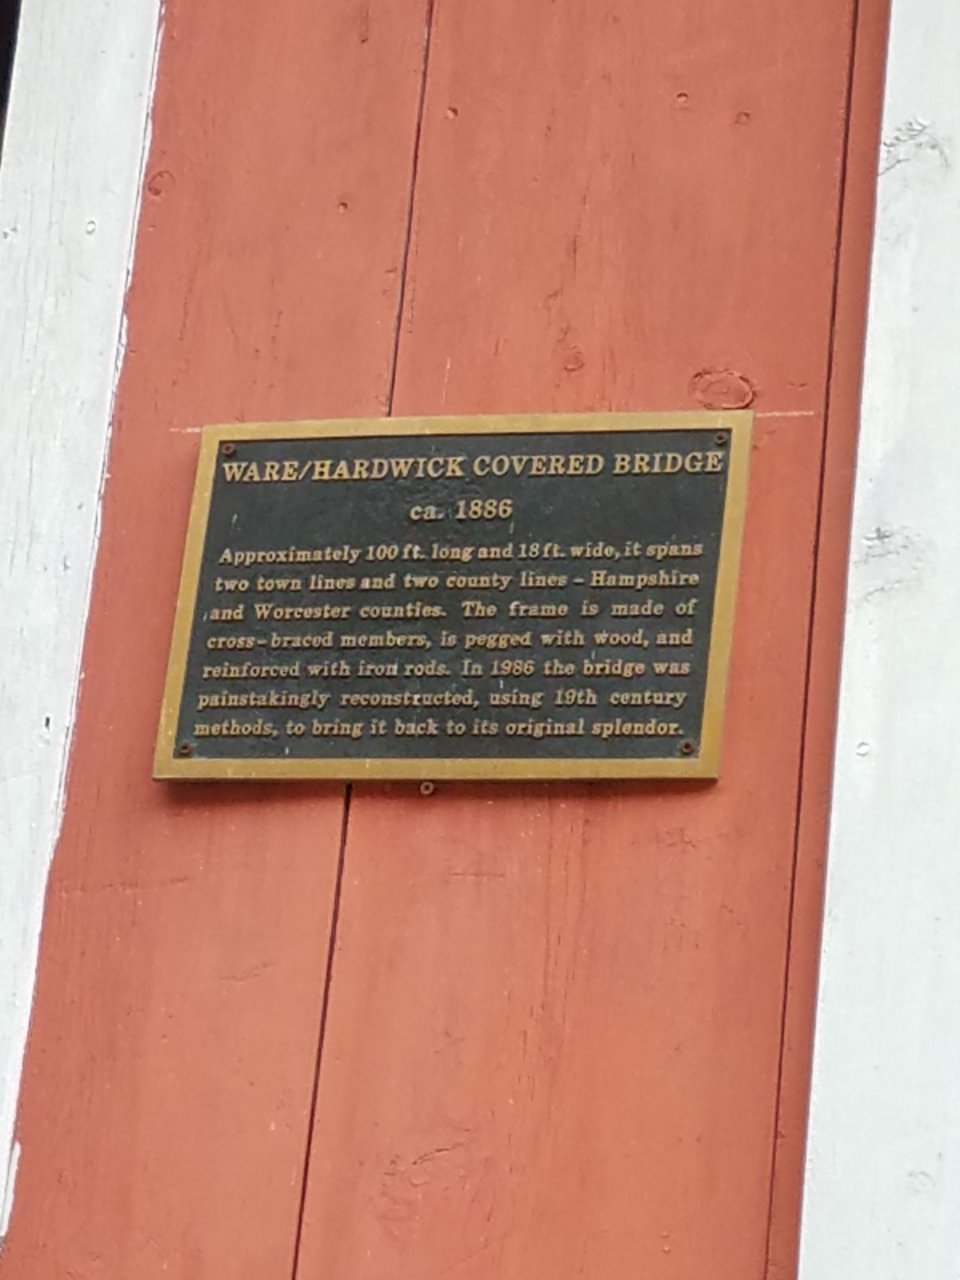 WARE/HARDWICK COVERED BRIDGE
ca. 1886
Approximately 100 ft. long and 18 ft. wide, it spans
two town lines and two county lines - Hampshire
and Worcester counties. The frame is made of
cross-braced members, is pegged with wood, and
reinforced with iron rods. In 1986 the bridge was
painstakingly reconstructed, using 19th century
methods, to bring it back to its original splendor.